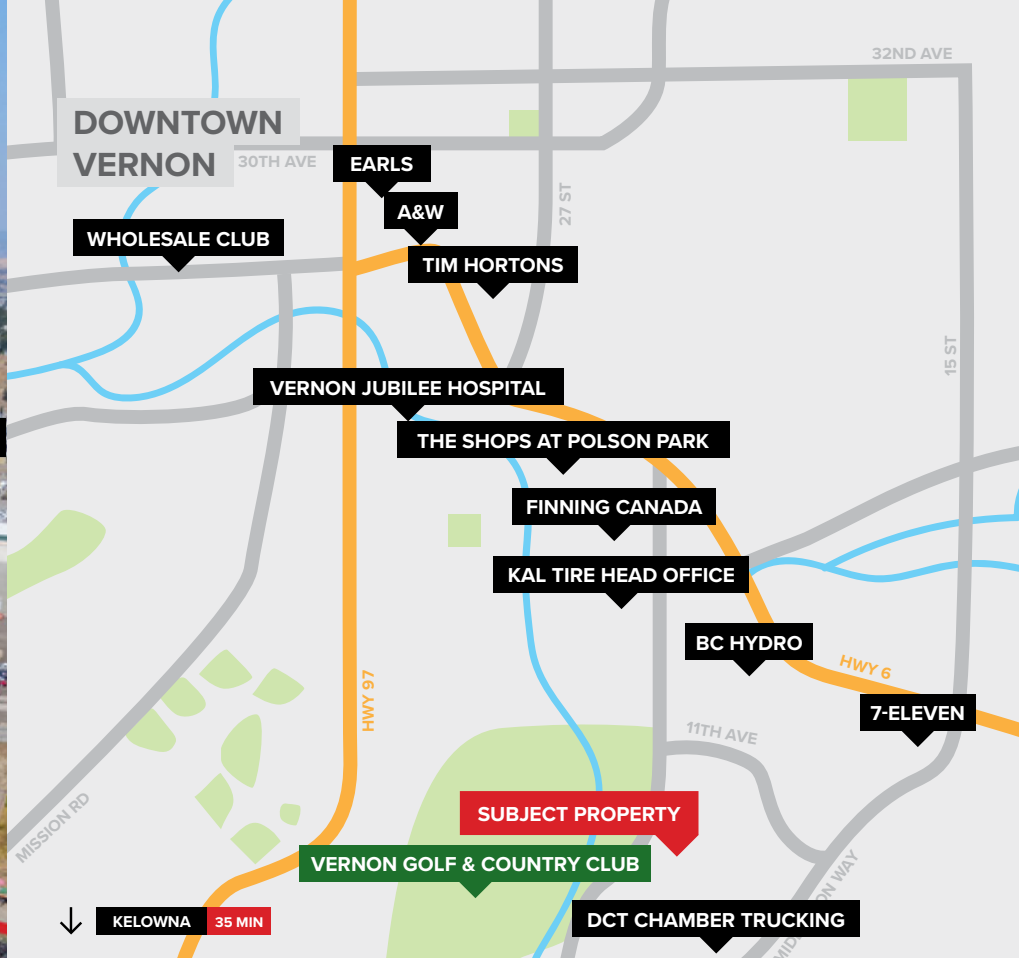 32ND AVE
DOWNTOWN
VERNON
30TH AVE
EARLS
A&W
27 ST
WHOLESALE CLUB
TIM HORTONS
15 ST
VERNON JUBILEE HOSPITAL
THE SHOPS AT POLSON PARK
FINNING CANADA
KAL TIRE HEAD OFFICE
BC HYDRO
HWY 6
HWY 97
7-ELEVEN
11TH AVE
SUBJECT PROPERTY
MISSION RD
VERNON GOLF & COUNTRY CLUB
KELOWNA 35 MIN
DCT CHAMBER TRUCKING
WAY